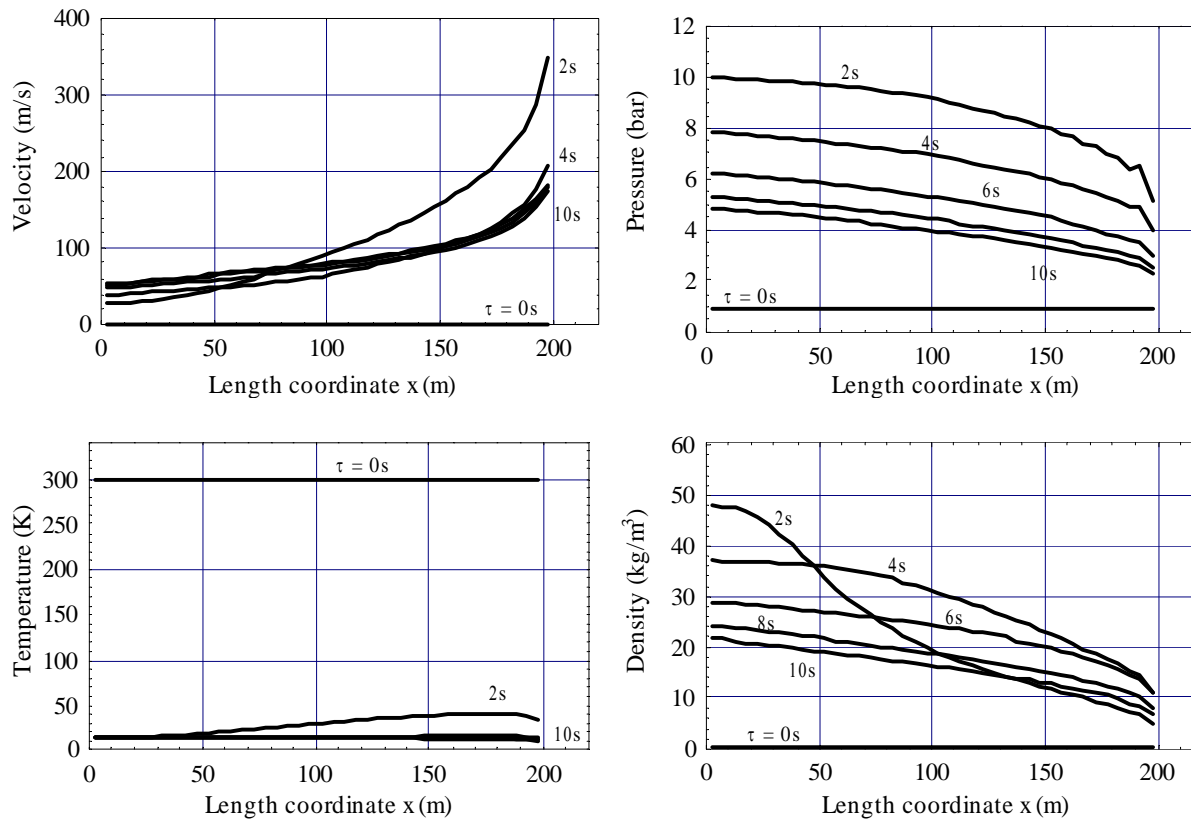 400
300
200
100
0
Velocity (m/s)
2s
4s
10s
τ = 0s
0
50
100
150
200
Length coordinate x (m)
12
10
8
6
4
2
0
Pressure (bar)
2s
4s
6s
10s
τ = 0s
0
50
100
150
200
Length coordinate x (m)
300
250
200
150
100
50
0
Temperature (K)
τ = 0s
2s
10s
0
50
100
150
200
Length coordinate x (m)
60
50
40
30
20
10
0
Density (kg/m³)
2s
4s
6s
8s
10s
τ = 0s
0
50
100
150
200
Length coordinate x (m)